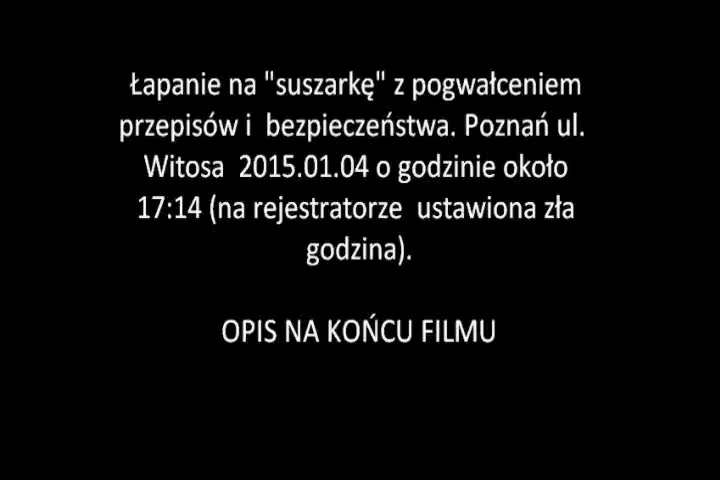 Łapanie na "suszarkę" z pogwałceniem
przepisów i  bezpieczeństwa. Poznań ul.
Witosa  2015.01.04 o godzinie około
17:14 (na rejestratorze  ustawiona zła
godzina).
OPIS NA KOŃCU FILMU